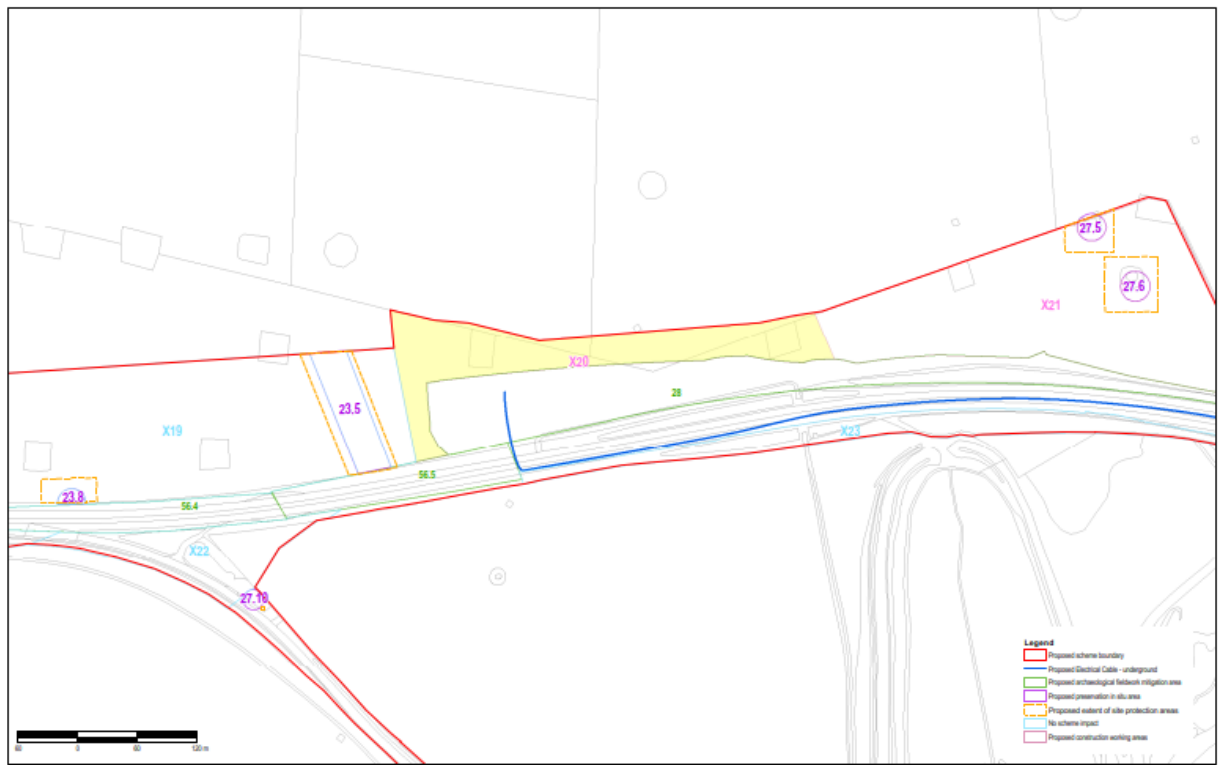 27.5
27.6
X21
X20
28
23.5
X19
X23
56.5
23.8
56.4
X22
27.10
Legend
Proposed scheme boundary
Proposed Electrical Cable - underground
Proposed archaeological fieldwork mitigation area
Proposed preservation in situ area
Proposed extent of site protection areas
No scheme impact
Proposed construction working areas
60 0 60 120 m